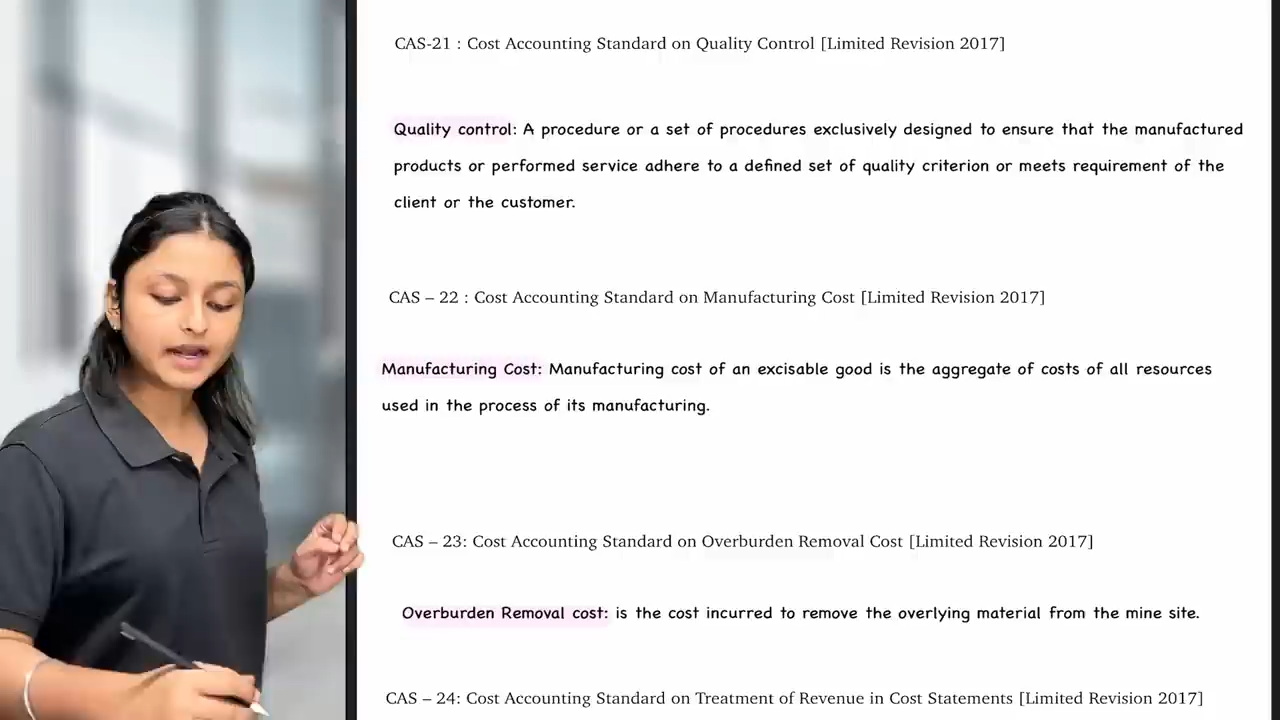 CAS-21 : Cost Accounting Standard on Quality Control [Limited Revision 2017]
Quality control: A procedure or a set of procedures exclusively designed to ensure that the manufactured
products or performed service adhere to a defined set of quality criterion or meets requirement of the
client or the customer.
CAS – 22 : Cost Accounting Standard on Manufacturing Cost [Limited Revision 2017]
Manufacturing Cost: Manufacturing cost of an excisable good is the aggregate of costs of all resources
used in the process of its manufacturing.
CAS – 23: Cost Accounting Standard on Overburden Removal Cost [Limited Revision 2017]
Overburden Removal cost: is the cost incurred to remove the overlying material from the mine site.
CAS – 24: Cost Accounting Standard on Treatment of Revenue in Cost Statements [Limited Revision 2017]